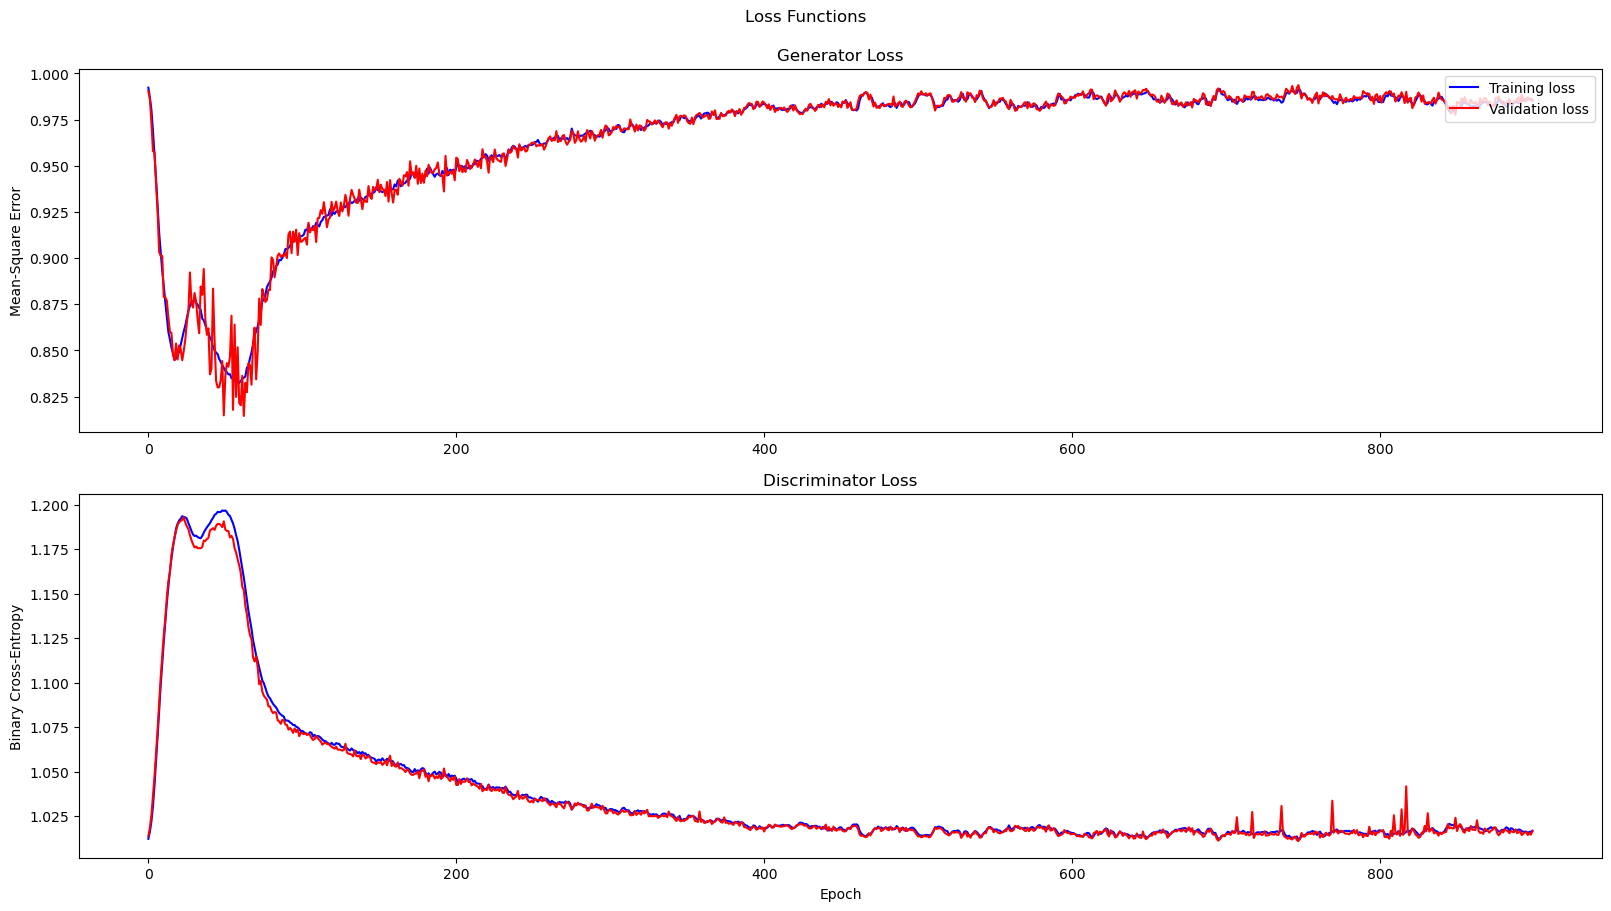 Loss Functions
Generator Loss
Mean-Square Error
1.000
0.975
0.950
0.925
0.900
0.875
0.850
0.825
Training loss
Validation loss
0 200 400 600 800
Discriminator Loss
Binary Cross-Entropy
1.200
1.175
1.150
1.125
1.100
1.075
1.050
1.025
0 200 400 600 800
Epoch